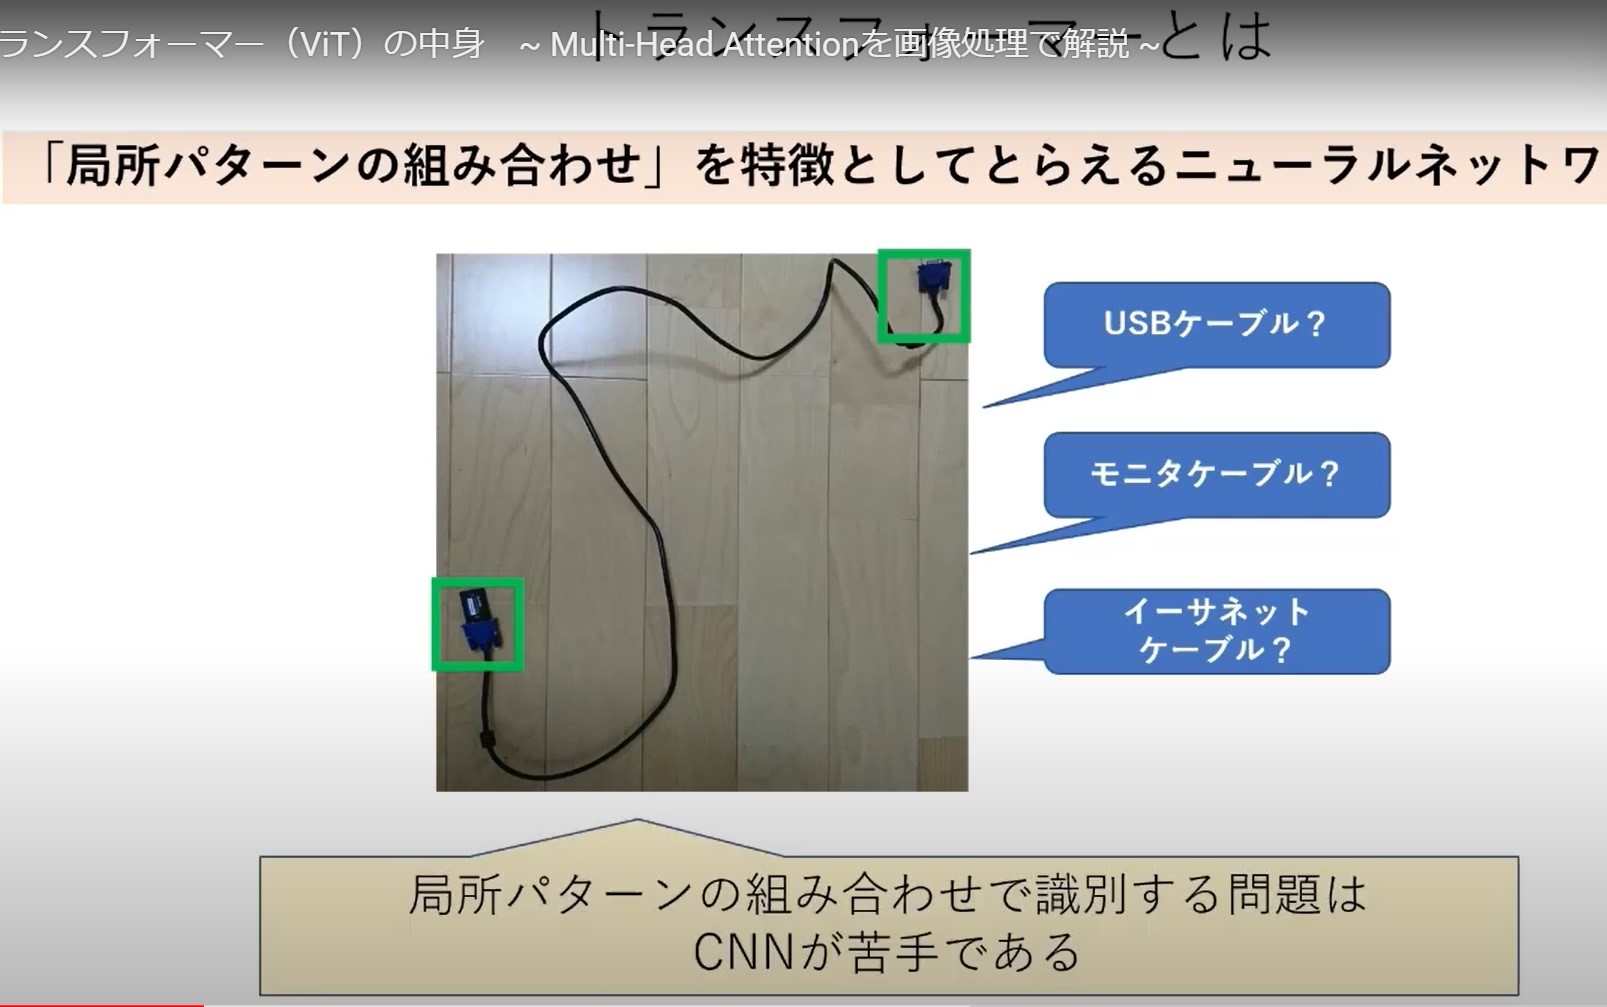 トランスフォーマーとは
ランスフォーマー（ViT）の中身　~ Multi-Head Attentionを画像処理で解説 ~
「局所パターンの組み合わせ」を特徴としてとらえるニューラルネットワ
USBケーブル？
モニタケーブル？
イーサネット
ケーブル？
局所パターンの組み合わせで識別する問題は
CNNが苦手である